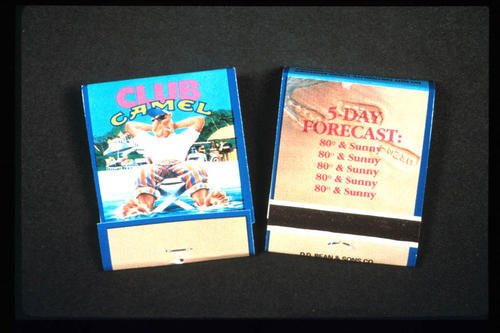 CLUB
CAMEL
5-DAY
FORECAST:
80° & Sunny
80° & Sunny
80° & Sunny
80° & Sunny
80° & Sunny
D.D. BEAN & SONS CO.